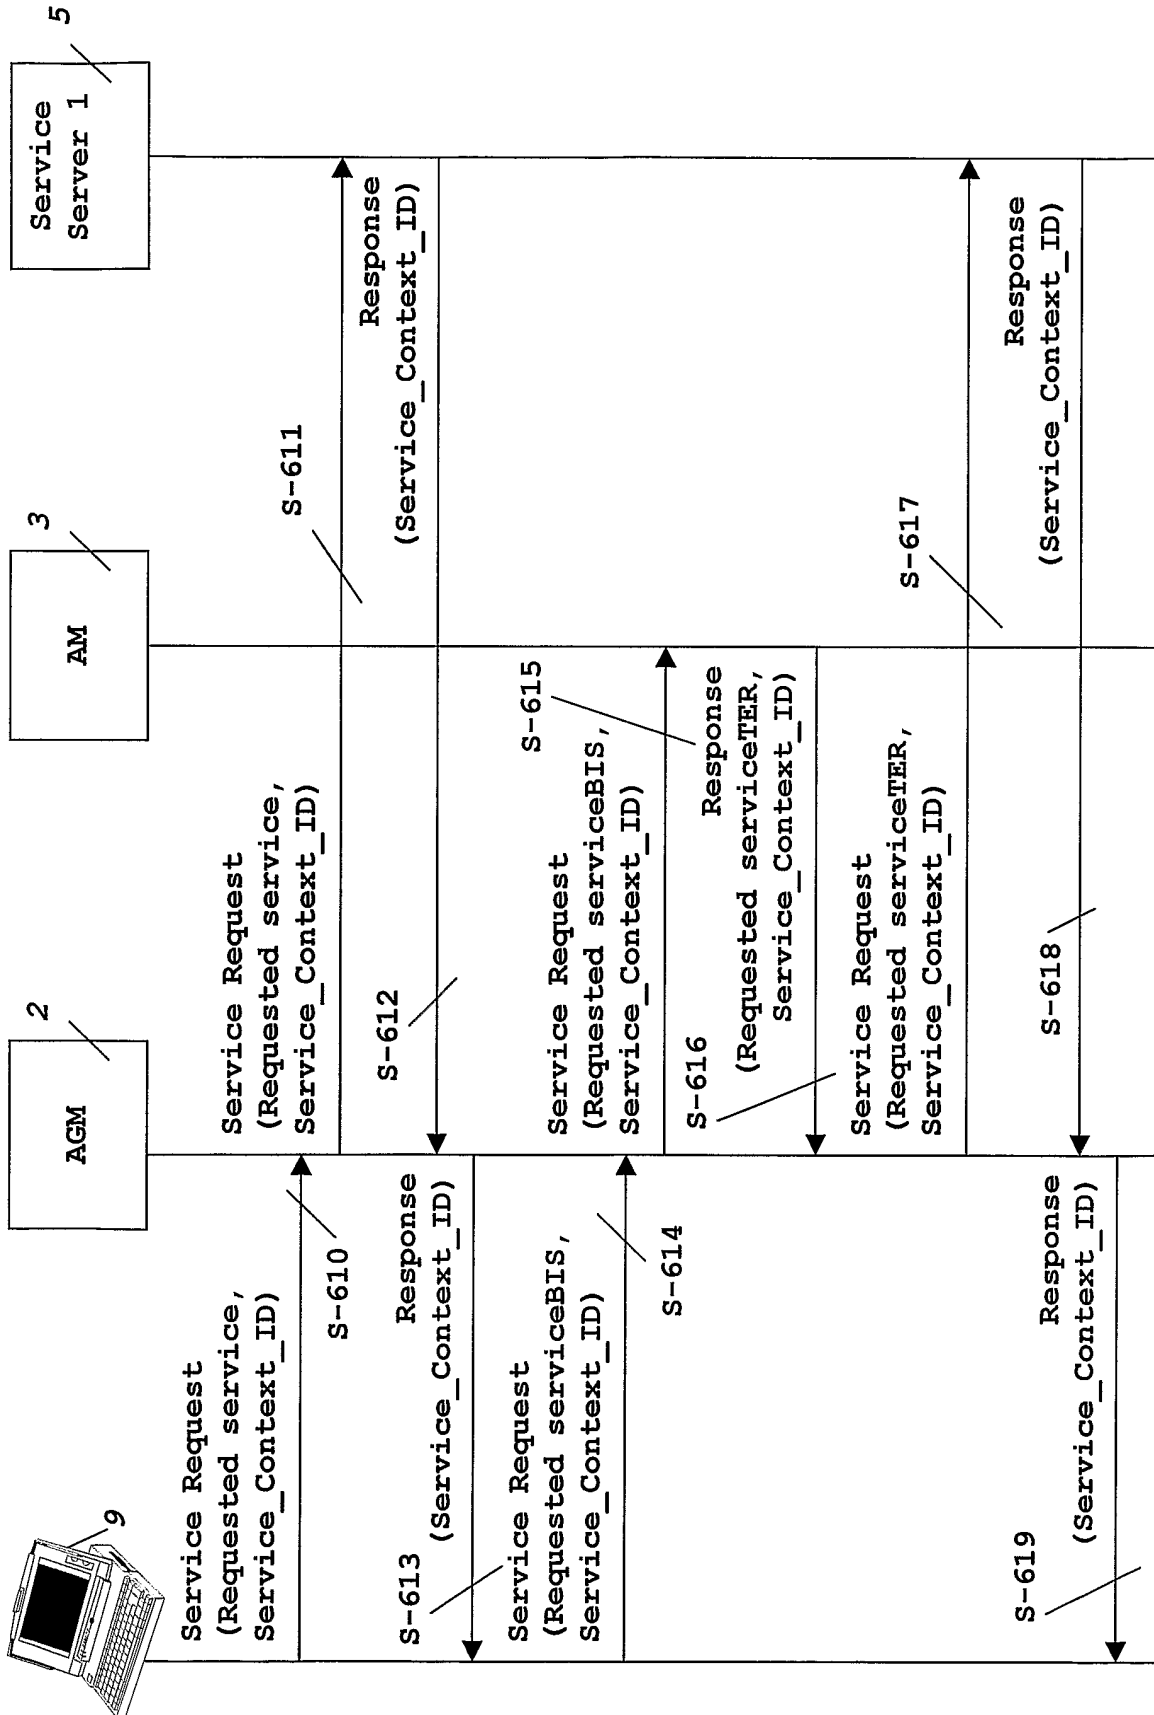 9
AGM
2
AM
3
Service
Server 1
5
Service Request
(Requested service,
Service_Context_ID)
S-610
Service Request
(Requested service,
Service_Context_ID)
S-611
Response
(Service_Context_ID)
S-612
Response
(Service_Context_ID)
S-613
Service Request
(Requested serviceBIS,
Service_Context_ID)
S-614
Service Request
(Requested serviceBIS,
Service_Context_ID)
S-615
Response
(Requested serviceTER,
Service_Context_ID)
S-616
Service Request
(Requested serviceTER,
Service_Context_ID)
S-617
Response
(Service_Context_ID)
S-618
Response
(Service_Context_ID)
S-619